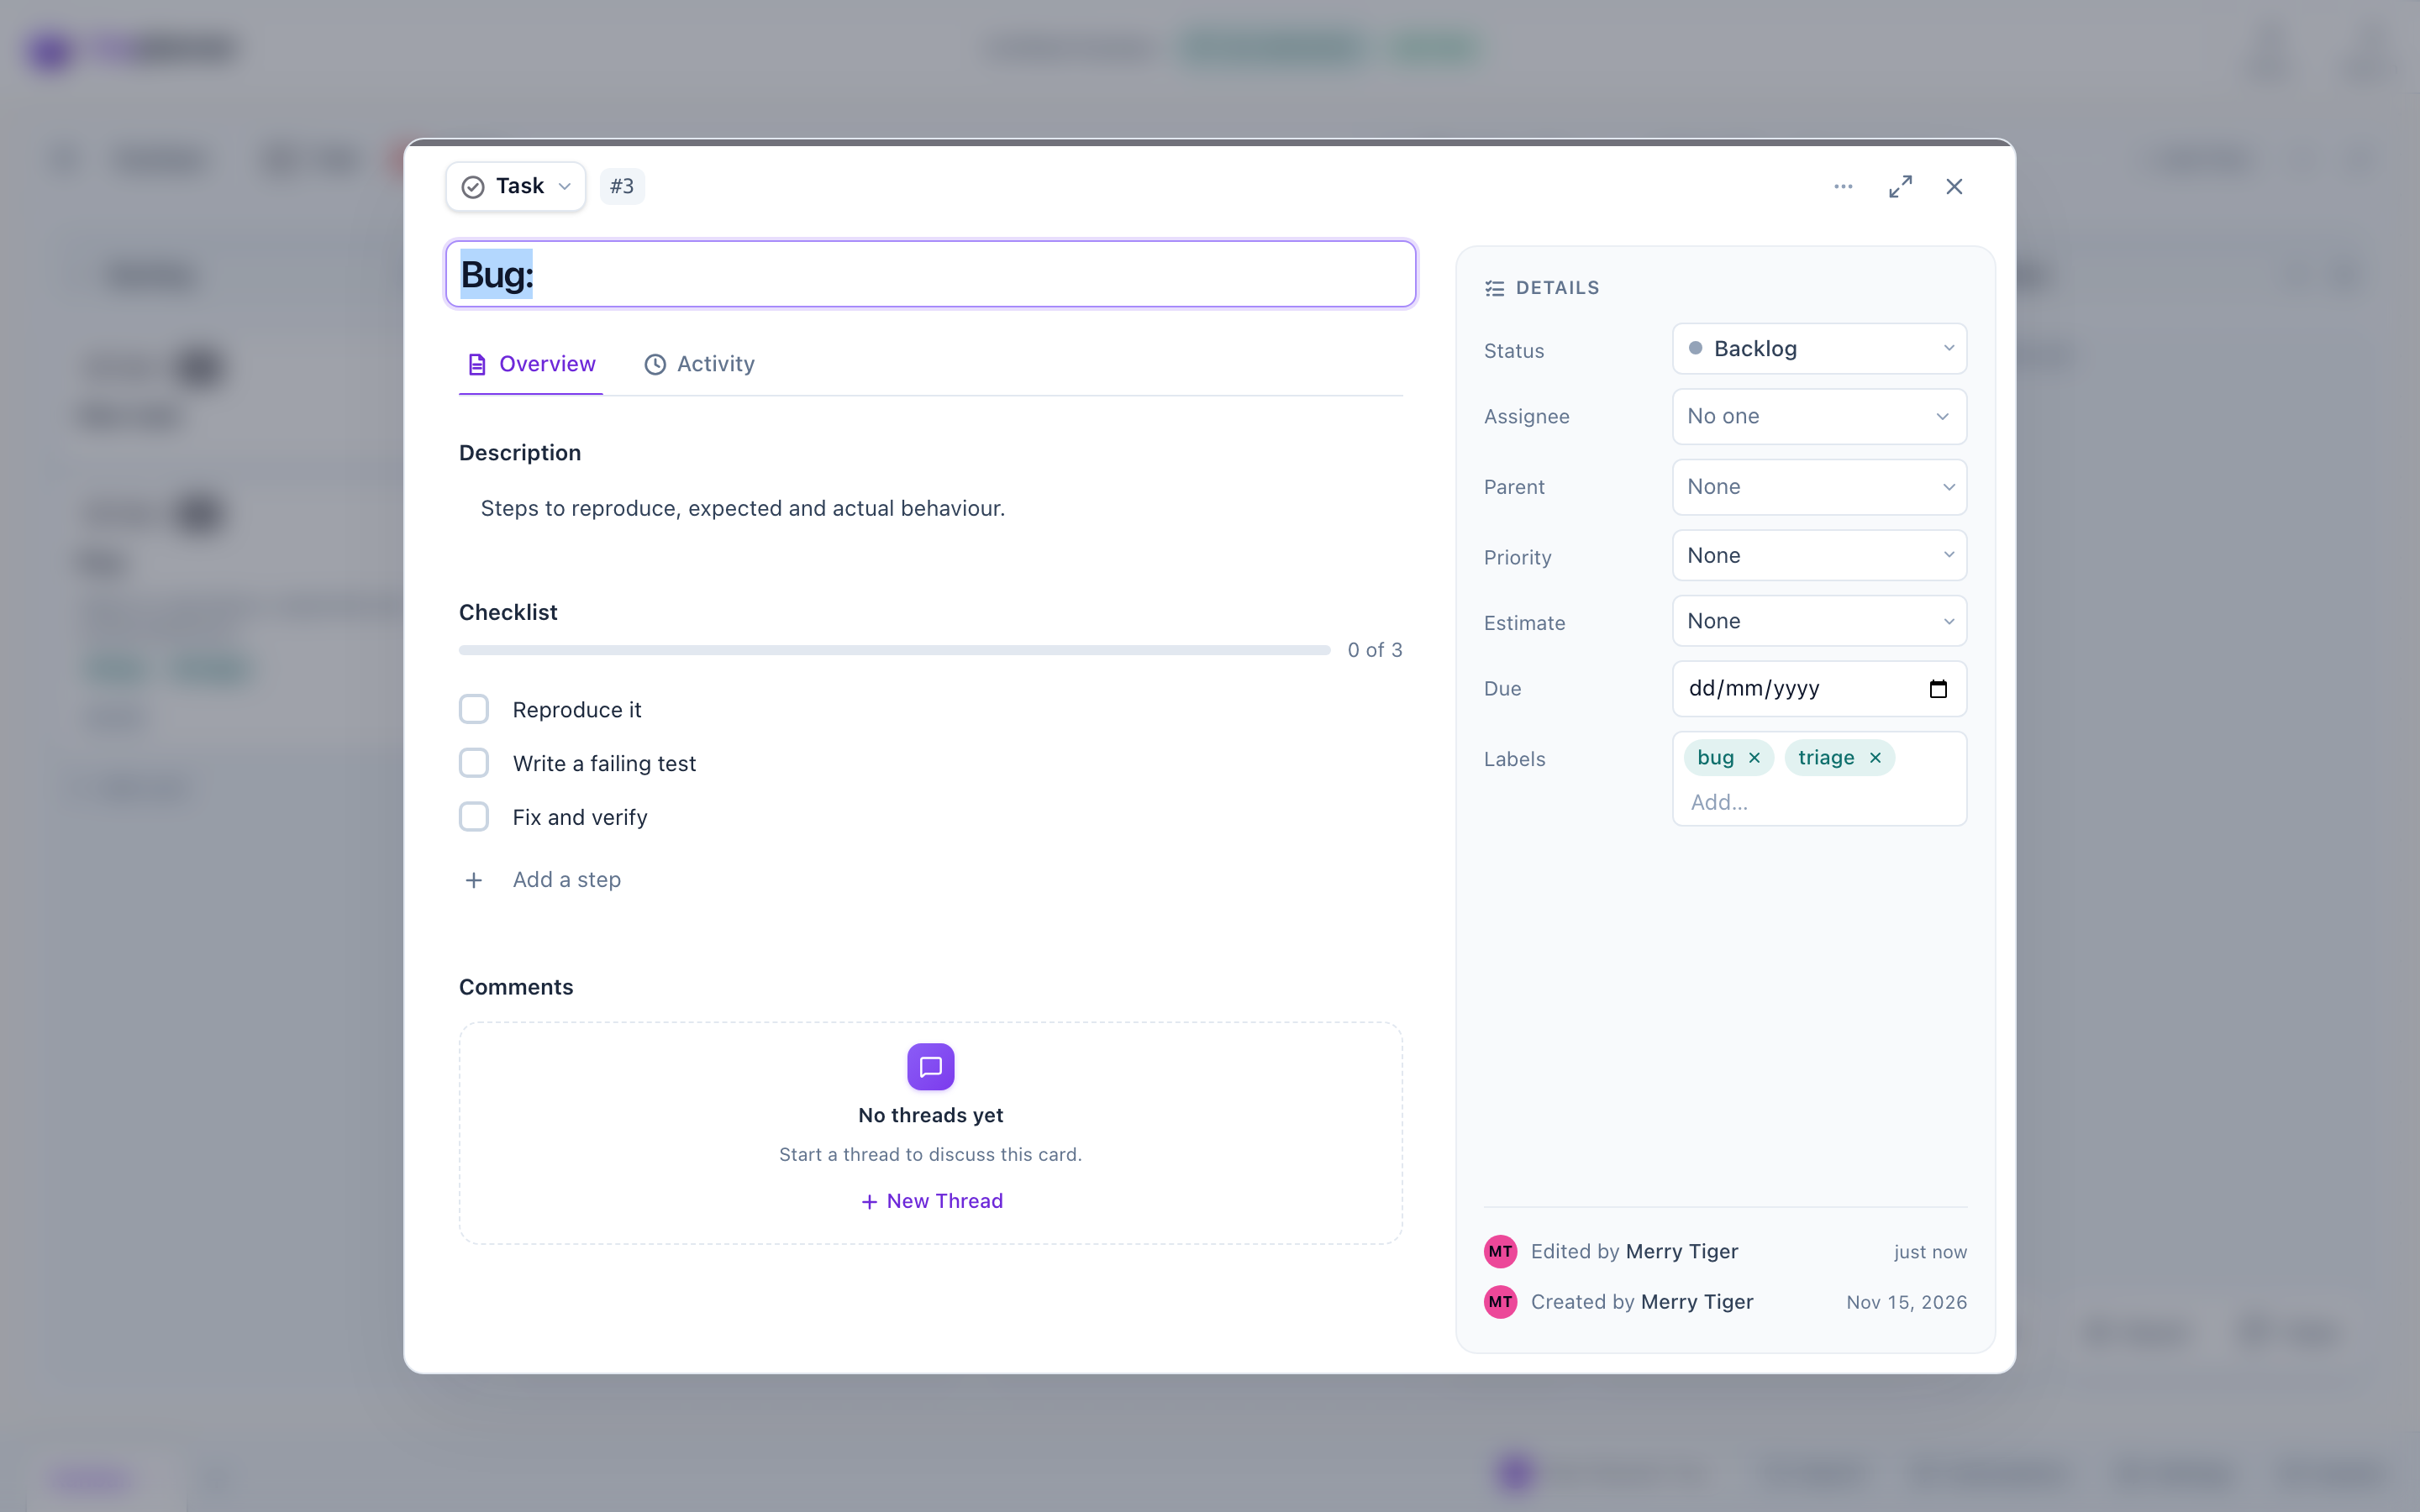 Task
#3
Bug:
Overview
Activity
Description
Steps to reproduce, expected and actual behaviour.
Checklist
0 of 3
Reproduce it
Write a failing test
Fix and verify
Add a step
Comments
No threads yet
Start a thread to discuss this card.
New Thread
DETAILS
Status
Backlog
Assignee
No one
Parent
None
Priority
None
Estimate
None
Due
dd/mm/yyyy
Labels
bug
triage
Add...
MT
Edited by Merry Tiger
just now
MT
Created by Merry Tiger
Nov 15, 2026